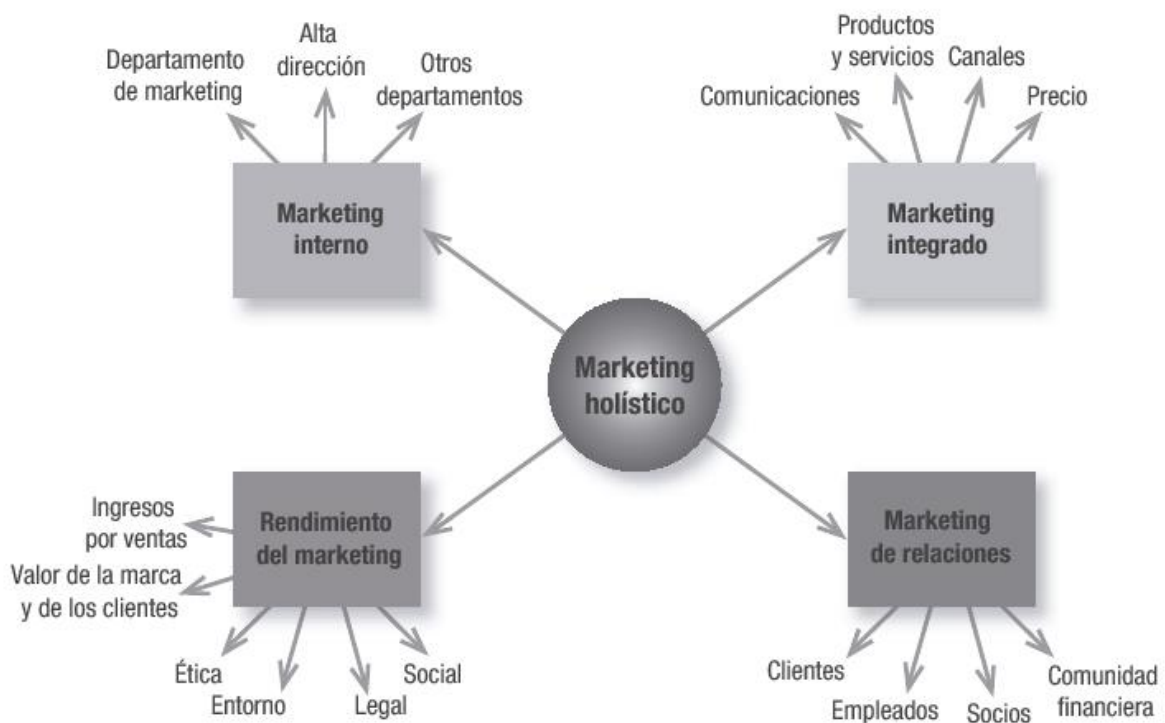 Departamento
de marketing
Alta
dirección
Otros
departamentos
Marketing
interno
Comunicaciones
Productos
y servicios
Canales
Precio
Marketing
integrado
Marketing
holístico
Ingresos
por ventas
Valor de la marca
y de los clientes
Rendimiento
del marketing
Ética
Entorno
Legal
Social
Marketing
de relaciones
Clientes
Empleados
Socios
Comunidad
financiera